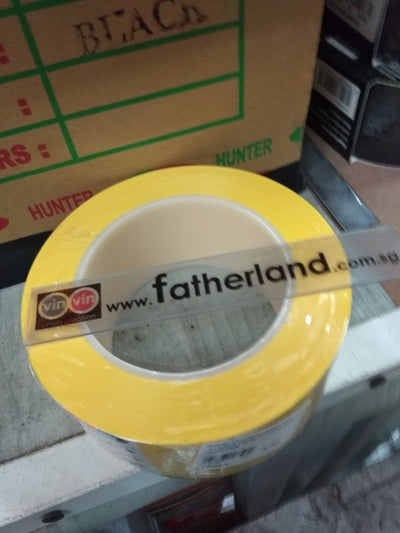 BLACK
:
:
RS :
HUNTER
HUNTER
vin vin
www.fatherland.com.sg